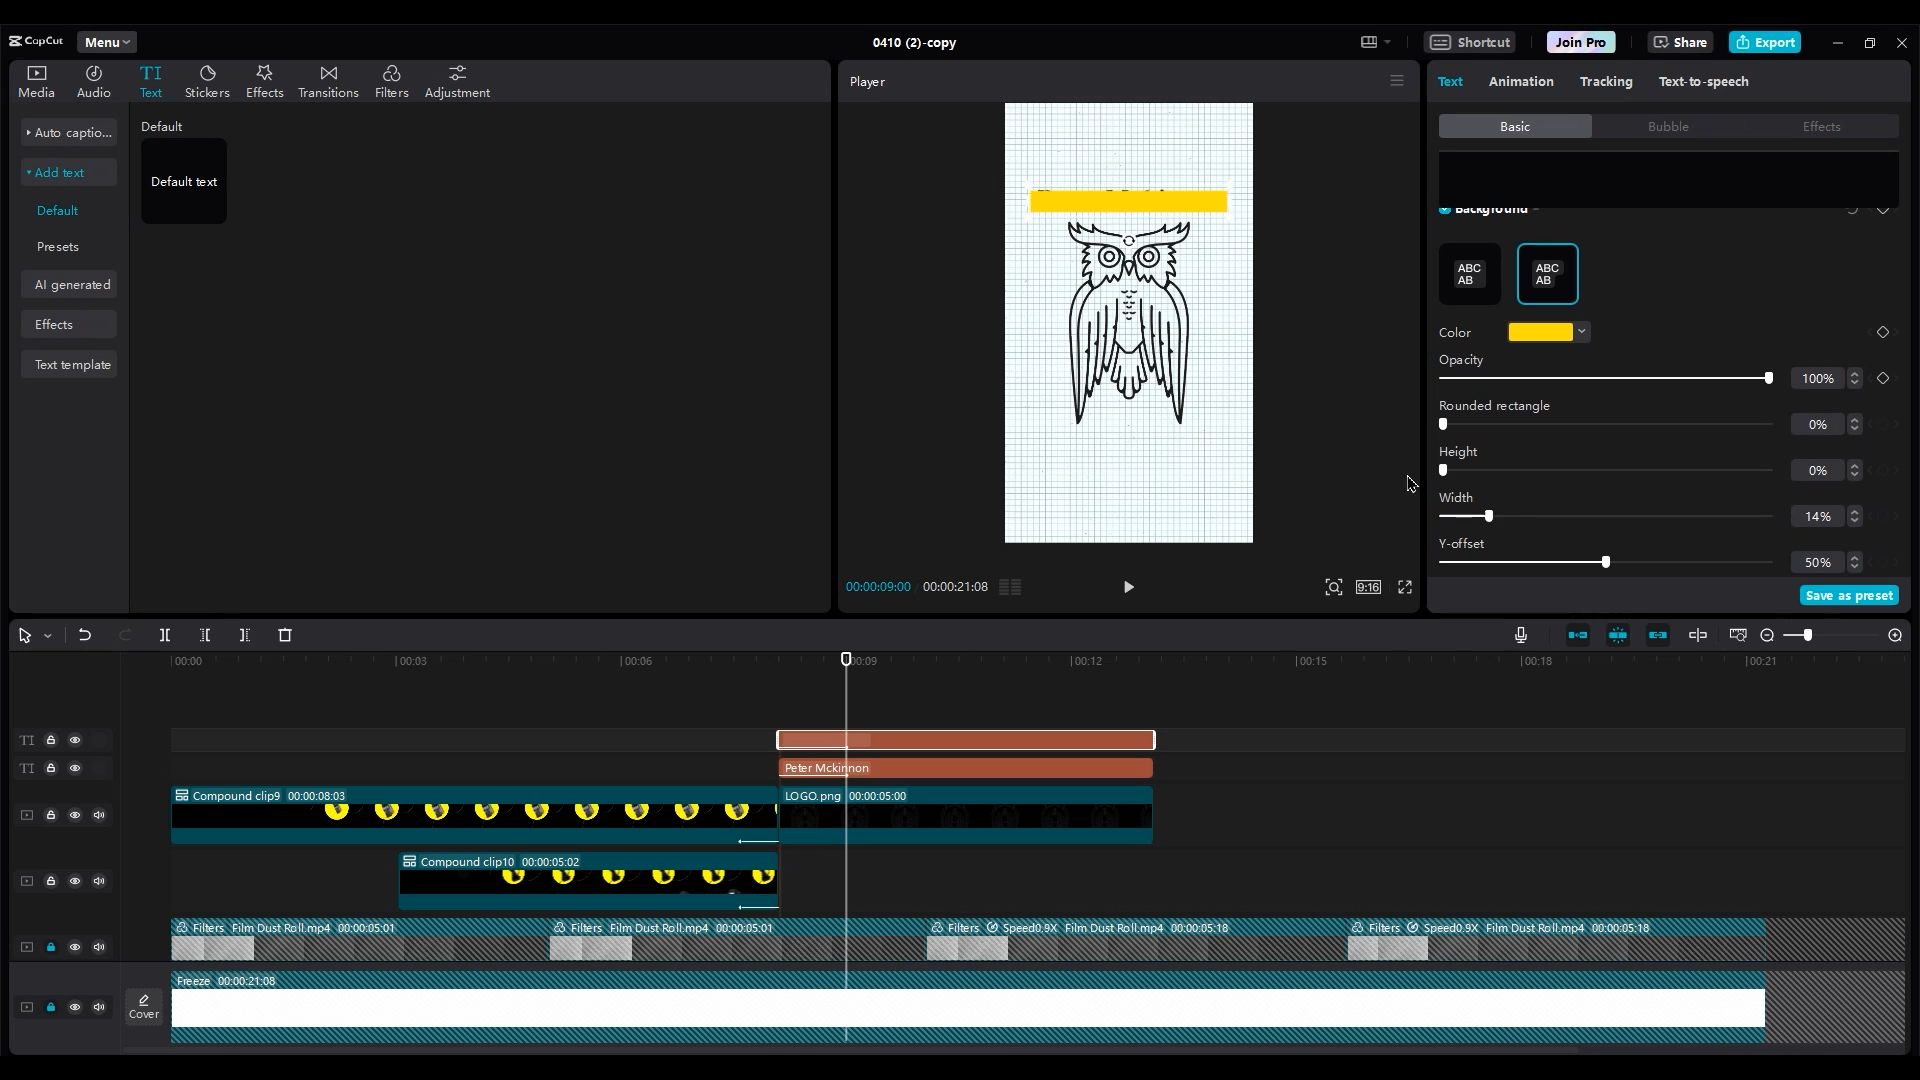 CapCut Menu 0410 (2)-copy Shortcut Join Pro Share Export
Media Audio Text Stickers Effects Transitions Filters Adjustment
TI
Auto captio...
Add text
Default
Presets
AI generated
Effects
Text template
Default
Default text
Player
00:00:09:00 00:00:21:08
9:16
Text Animation Tracking Text-to-speech
Basic Bubble Effects
Background
ABC
AB
ABC
AB
Color
Opacity
100%
Rounded rectangle
0%
Height
0%
Width
14%
Y-offset
50%
Save as preset
00:00 00:03 00:06 00:09 00:12 00:15 00:18 00:21
TI
TI
Peter Mckinnon
Compound clip9 00:00:08:03 LOGO.png 00:00:05:00
Compound clip10 00:00:05:02
Filters Film Dust Roll.mp4 00:00:05:01 Filters Film Dust Roll.mp4 00:00:05:01 Filters Speed0.9X Film Dust Roll.mp4 00:00:05:18 Filters Speed0.9X Film Dust Roll.mp4 00:00:05:18
Freeze 00:00:21:08
Cover